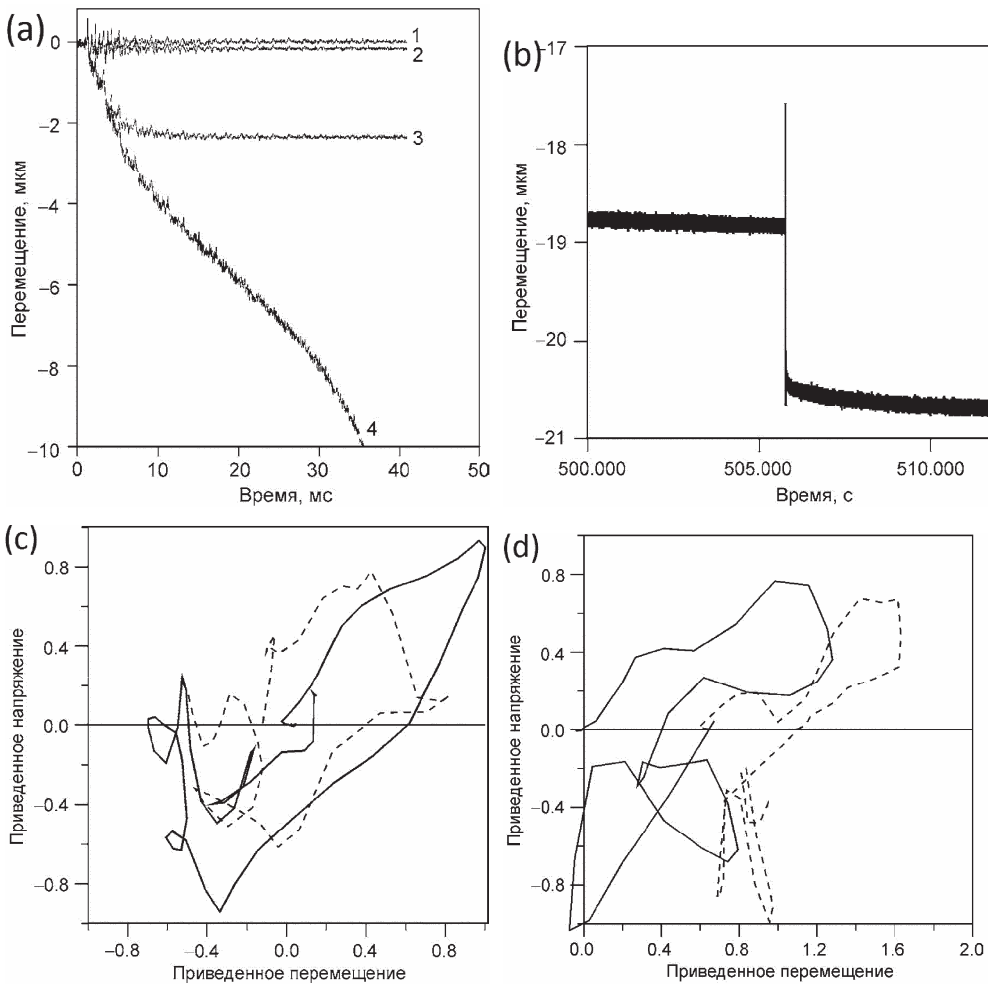 (a)
0
−2
−4
−6
−8
−10
Перемещение, мкм
1
2
3
4
0 10 20 30 40 50
Время, мс
(b)
−17
−18
−19
−20
−21
Перемещение, мкм
500.000 505.000 510.000
Время, с
(c)
0.8
0.4
0.0
−0.4
−0.8
Приведенное напряжение
−0.8 −0.4 0.0 0.4 0.8
Приведенное перемещение
(d)
0.8
0.4
0.0
−0.4
−0.8
Приведенное напряжение
0.0 0.4 0.8 1.2 1.6 2.0
Приведенное перемещение